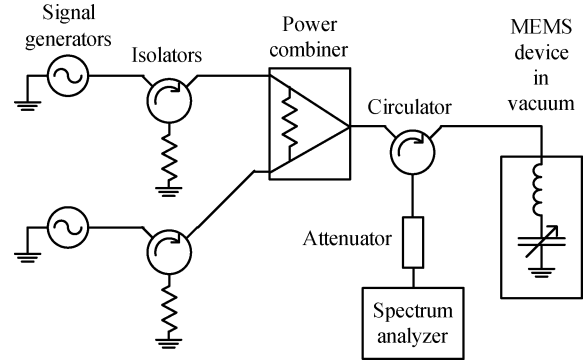 Signal
generators
Isolators
Power
combiner
Circulator
MEMS
device
in
vacuum
Attenuator
Spectrum
analyzer